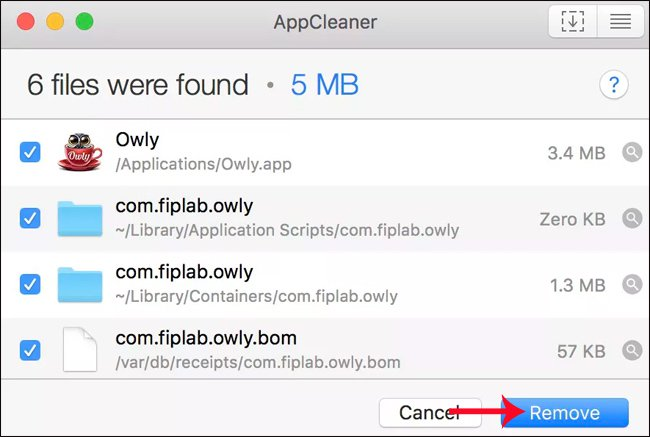 AppCleaner
6 files were found • 5 MB
?
Owly
Owly
/Applications/Owly.app
3.4 MB
com.fiplab.owly
~/Library/Application Scripts/com.fiplab.owly
Zero KB
com.fiplab.owly
~/Library/Containers/com.fiplab.owly
1.3 MB
com.fiplab.owly.bom
/var/db/receipts/com.fiplab.owly.bom
57 KB
Cancel
Remove